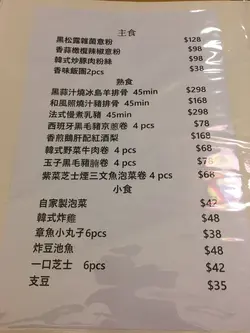 主食
黑松露雜菌意粉 $128
香蒜橄欖辣椒意粉 $98
韓式炒豚肉粉絲 $98
香味飯團2pcs $38
熟食
黑蒜汁燒冰島羊排骨 45min $298
和風照燒汁豬排骨 45min $168
法式慢煮乳豬 45min $298
西班牙黑毛豬京卷 4 pcs $78
香煎鵝肝配紅酒梨 $168
韓式野菜牛肉卷 4 pcs $68
玉子黑毛豬卷 4 pcs $78
紫菜芝士煙三文魚泡菜卷 4 pcs $68
小食
自家製泡菜 $42
韓式炸雞 $48
章魚小丸子6pcs $38
炸豆池魚 $48
一口芝士 6pcs $42
支豆 $35